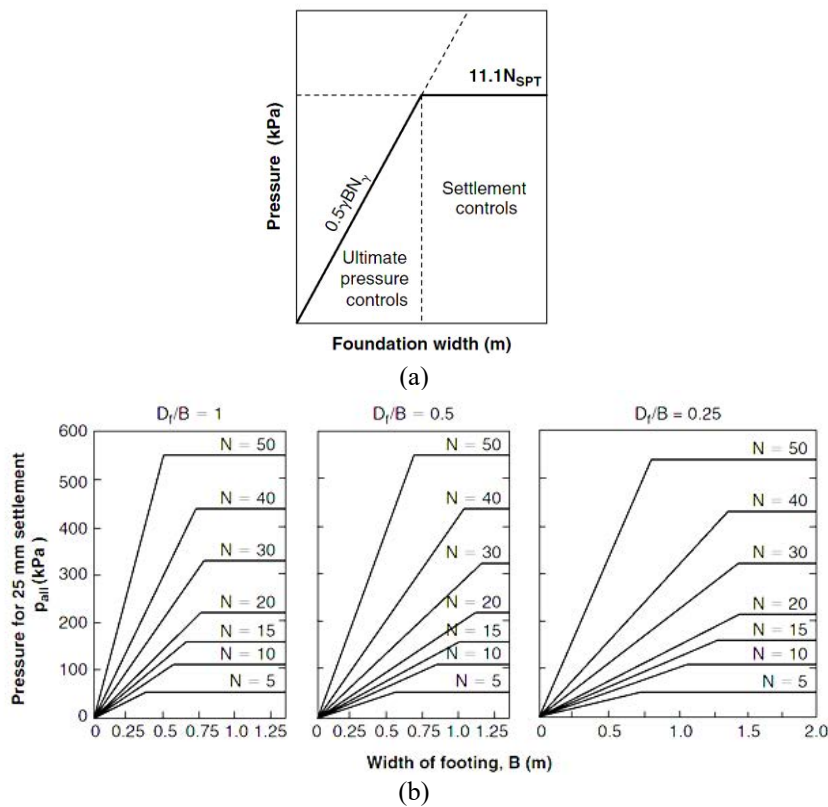 11.1N_SPT
Pressure (kPa)
0.5γBN_γ
Settlement
controls
Ultimate
pressure
controls
Foundation width (m)
(a)
D_f/B = 1
D_f/B = 0.5
D_f/B = 0.25
Pressure for 25 mm settlement
p_all (kPa)
600
500
400
300
200
100
0
N = 50
N = 40
N = 30
N = 20
N = 15
N = 10
N = 5
N = 50
N = 40
N = 30
N = 20
N = 15
N = 10
N = 5
N = 50
N = 40
N = 30
N = 20
N = 15
N = 10
N = 5
0 0.25 0.5 0.75 1.0 1.25
0 0.25 0.5 0.75 1.0 1.25
0 0.5 1.0 1.5 2.0
Width of footing, B (m)
(b)